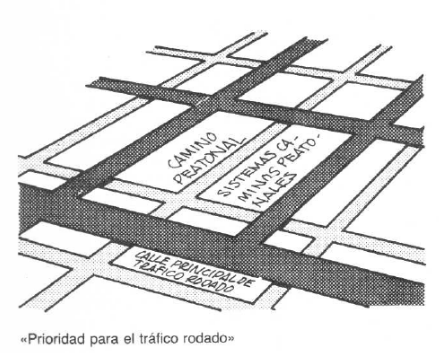 CAMINO
PEATONAL
SISTEMAS CA-
MINOS PEATO-
NALES
CALLE PRINCIPAL DE
TRÁFICO RODADO
«Prioridad para el tráfico rodado»